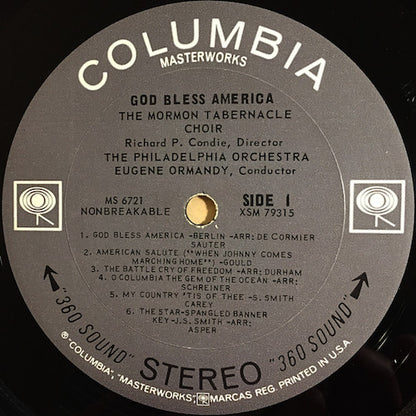 COLUMBIA
MASTERWORKS
GOD BLESS AMERICA
THE MORMON TABERNACLE
CHOIR
Richard P. Condie, Director
THE PHILADELPHIA ORCHESTRA
EUGENE ORMANDY, Conductor
MS 6721
NONBREAKABLE
SIDE 1
XSM 79315
1. GOD BLESS AMERICA -Berlin -Arr: DE CORMIER
SAUTER
2. AMERICAN SALUTE ("WHEN JOHNNY COMES
MARCHING HOME") -GOULD
3. THE BATTLE CRY OF FREEDOM -ARR: DURHAM
4. O COLUMBIA THE GEM OF THE OCEAN -ARR:
SCHREINER
5. MY COUNTRY 'TIS OF THEE -S. SMITH
CAREY
6. THE STAR-SPANGLED BANNER
KEY-J.S. SMITH -ARR:
ASPER
"360 SOUND" STEREO "360 SOUND"
® "COLUMBIA", "MASTERWORKS", MARCAS REG. PRINTED IN U.S.A.